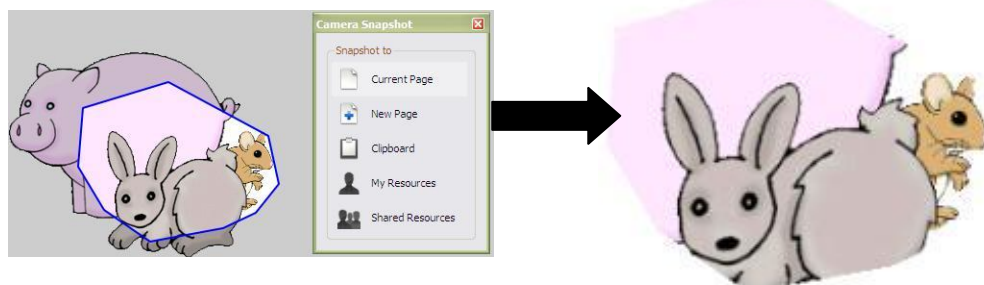 Camera Snapshot
Snapshot to
Current Page
New Page
Clipboard
My Resources
Shared Resources